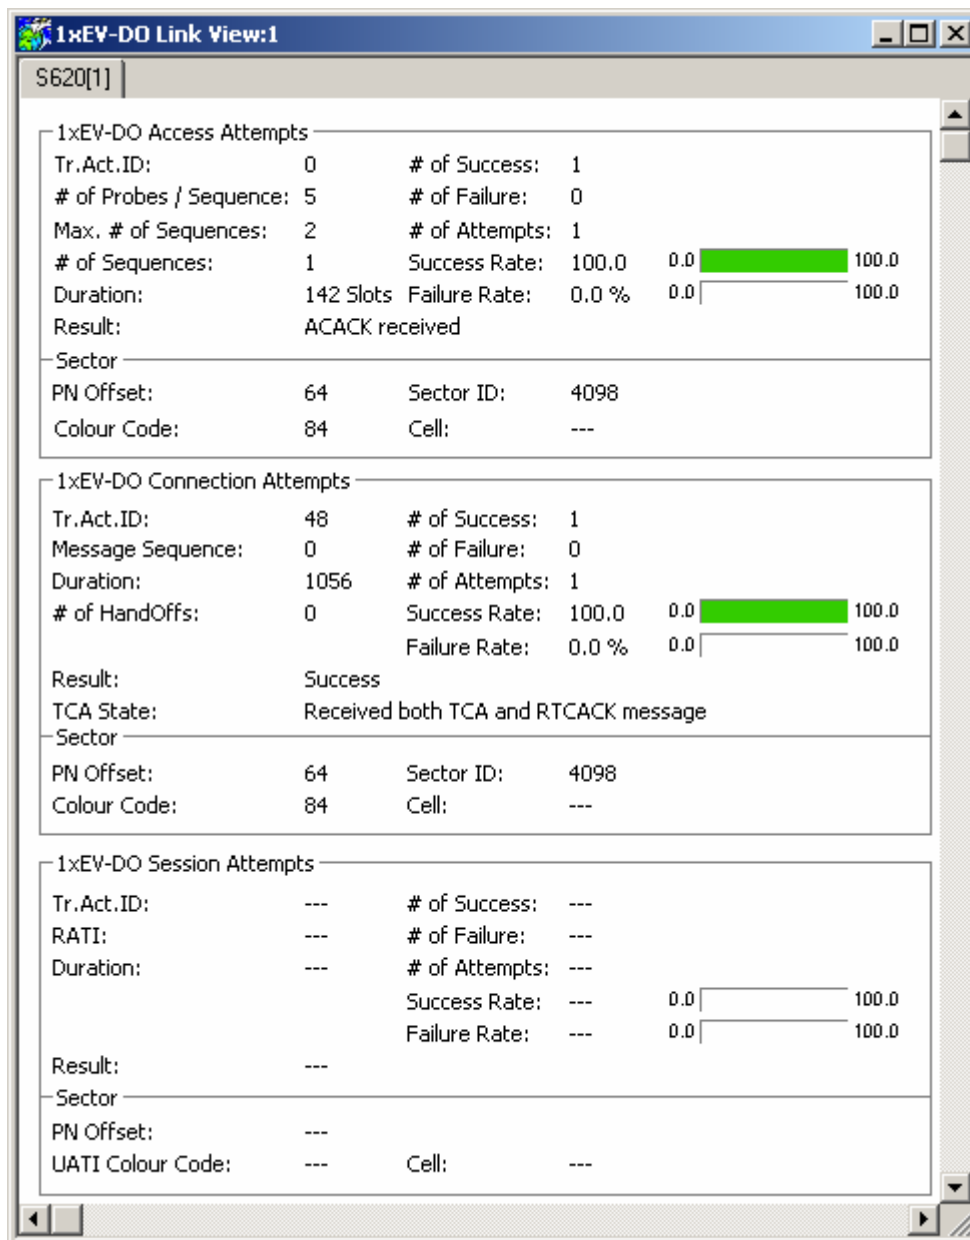 1xEV-DO Link View:1
S620[1]
1xEV-DO Access Attempts
Tr.Act.ID: 0 # of Success: 1
# of Probes / Sequence: 5 # of Failure: 0
Max. # of Sequences: 2 # of Attempts: 1
# of Sequences: 1 Success Rate: 100.0 0.0 100.0
Duration: 142 Slots Failure Rate: 0.0 % 0.0 100.0
Result: ACACK received
Sector
PN Offset: 64 Sector ID: 4098
Colour Code: 84 Cell: ---
1xEV-DO Connection Attempts
Tr.Act.ID: 48 # of Success: 1
Message Sequence: 0 # of Failure: 0
Duration: 1056 # of Attempts: 1
# of HandOffs: 0 Success Rate: 100.0 0.0 100.0
Failure Rate: 0.0 % 0.0 100.0
Result: Success
TCA State: Received both TCA and RTCACK message
Sector
PN Offset: 64 Sector ID: 4098
Colour Code: 84 Cell: ---
1xEV-DO Session Attempts
Tr.Act.ID: --- # of Success: ---
RATI: --- # of Failure: ---
Duration: --- # of Attempts: ---
Success Rate: --- 0.0 100.0
Failure Rate: --- 0.0 100.0
Result: ---
Sector
PN Offset: ---
UATI Colour Code: --- Cell: ---